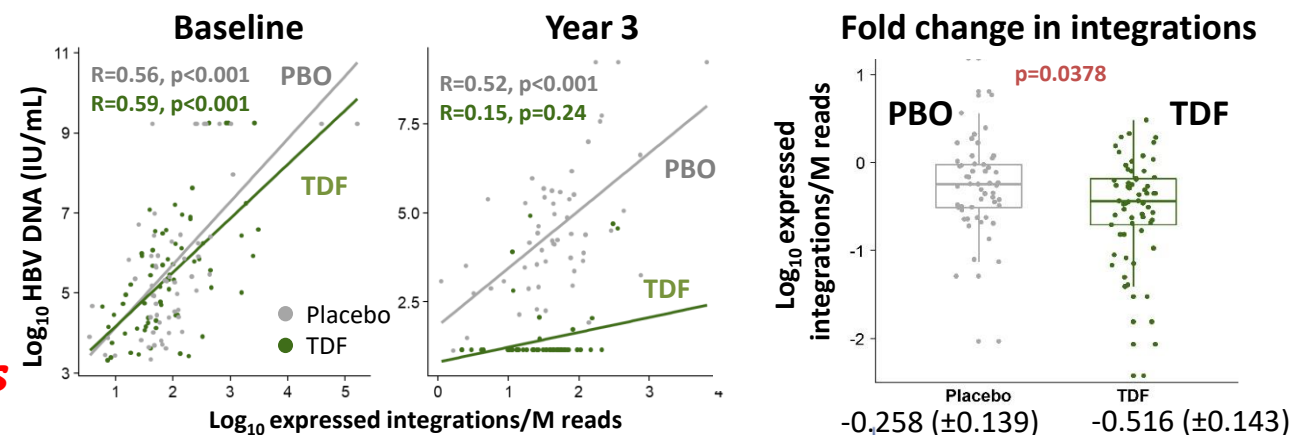 Baseline
Year 3
Fold change in integrations
Log10 HBV DNA (IU/mL)
11
9
7
5
3
R=0.56, p<0.001
R=0.59, p<0.001
PBO
TDF
Placebo
TDF
1
2
3
4
5
7.5
5.0
2.5
R=0.52, p<0.001
R=0.15, p=0.24
PBO
TDF
0
1
2
3
4
Log10 expressed integrations/M reads
s
Log10 expressed
integrations/M reads
1
0
-1
-2
p=0.0378
PBO
TDF
Placebo
TDF
-0.258 (±0.139)
-0.516 (±0.143)